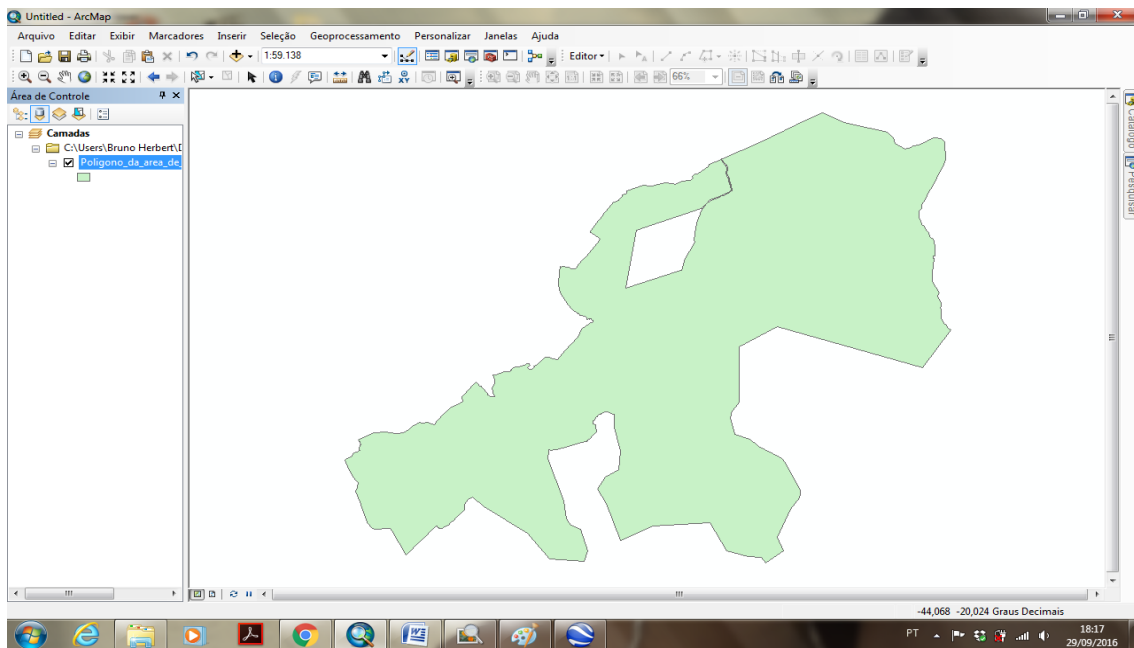 Untitled - ArcMap
Arquivo Editar Exibir Marcadores Inserir Seleção Geoprocessamento Personalizar Janelas Ajuda
1:59.138 Editor
66%
Área de Controle
Camadas
C:\Users\Bruno Herbert\D
Poligono_da_area_de_
Catálogo
Pesquisar
-44,068 -20,024 Graus Decimais
PT 18:17
29/09/2016